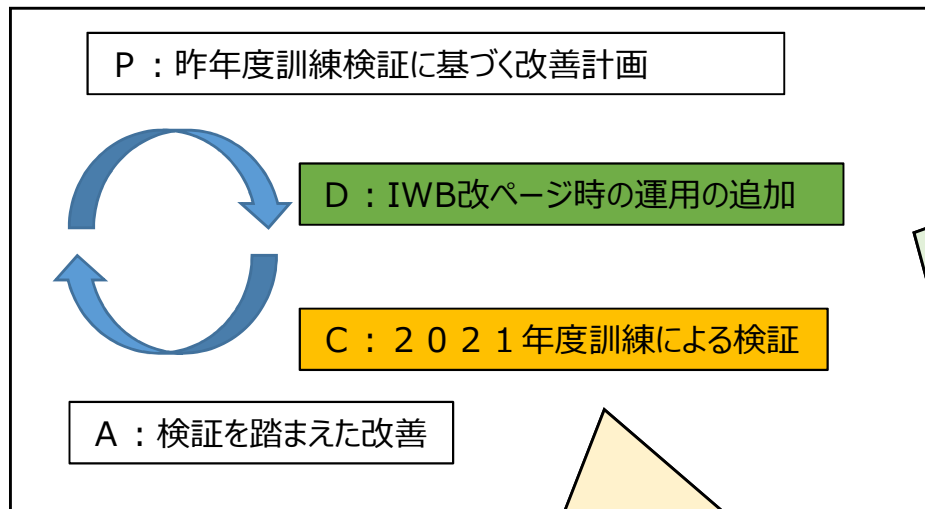 P：昨年度訓練検証に基づく改善計画
D：IWB改ページ時の運用の追加
C：２０２１年度訓練による検証
A：検証を踏まえた改善